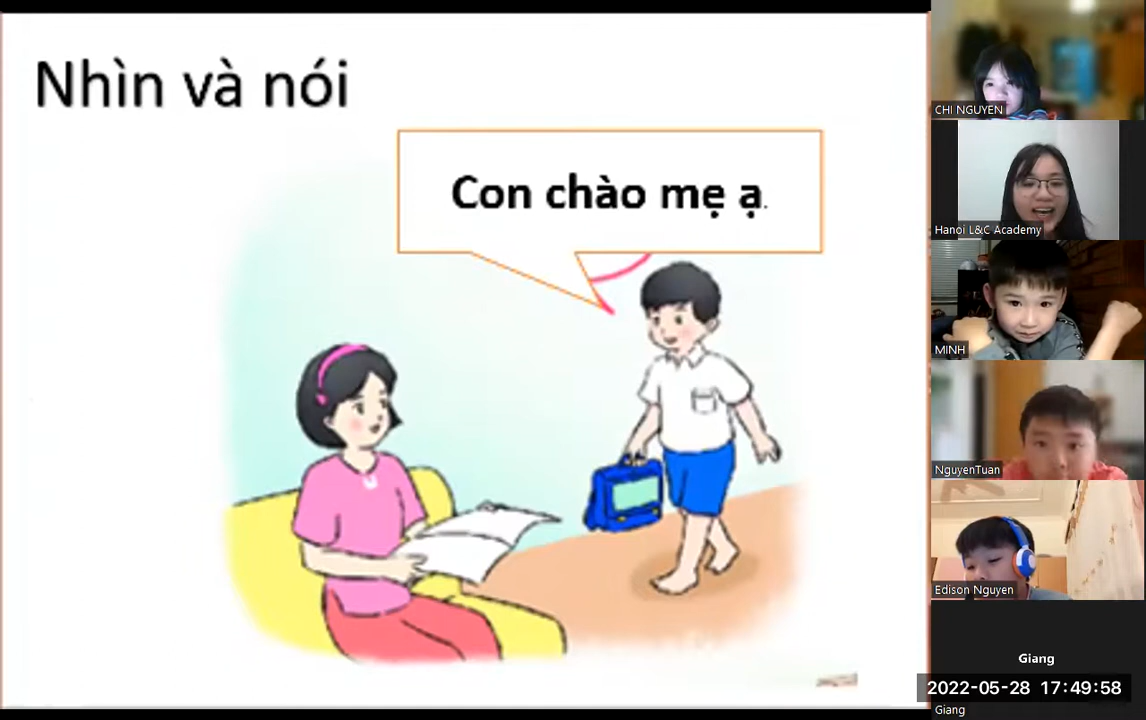 Nhìn và nói
Con chào mẹ ạ.
CHI NGUYEN
Hanoi L&C Academy
MINH
NguyenTuan
Edison Nguyen
Giang
2022-05-28 17:49:58
Giang